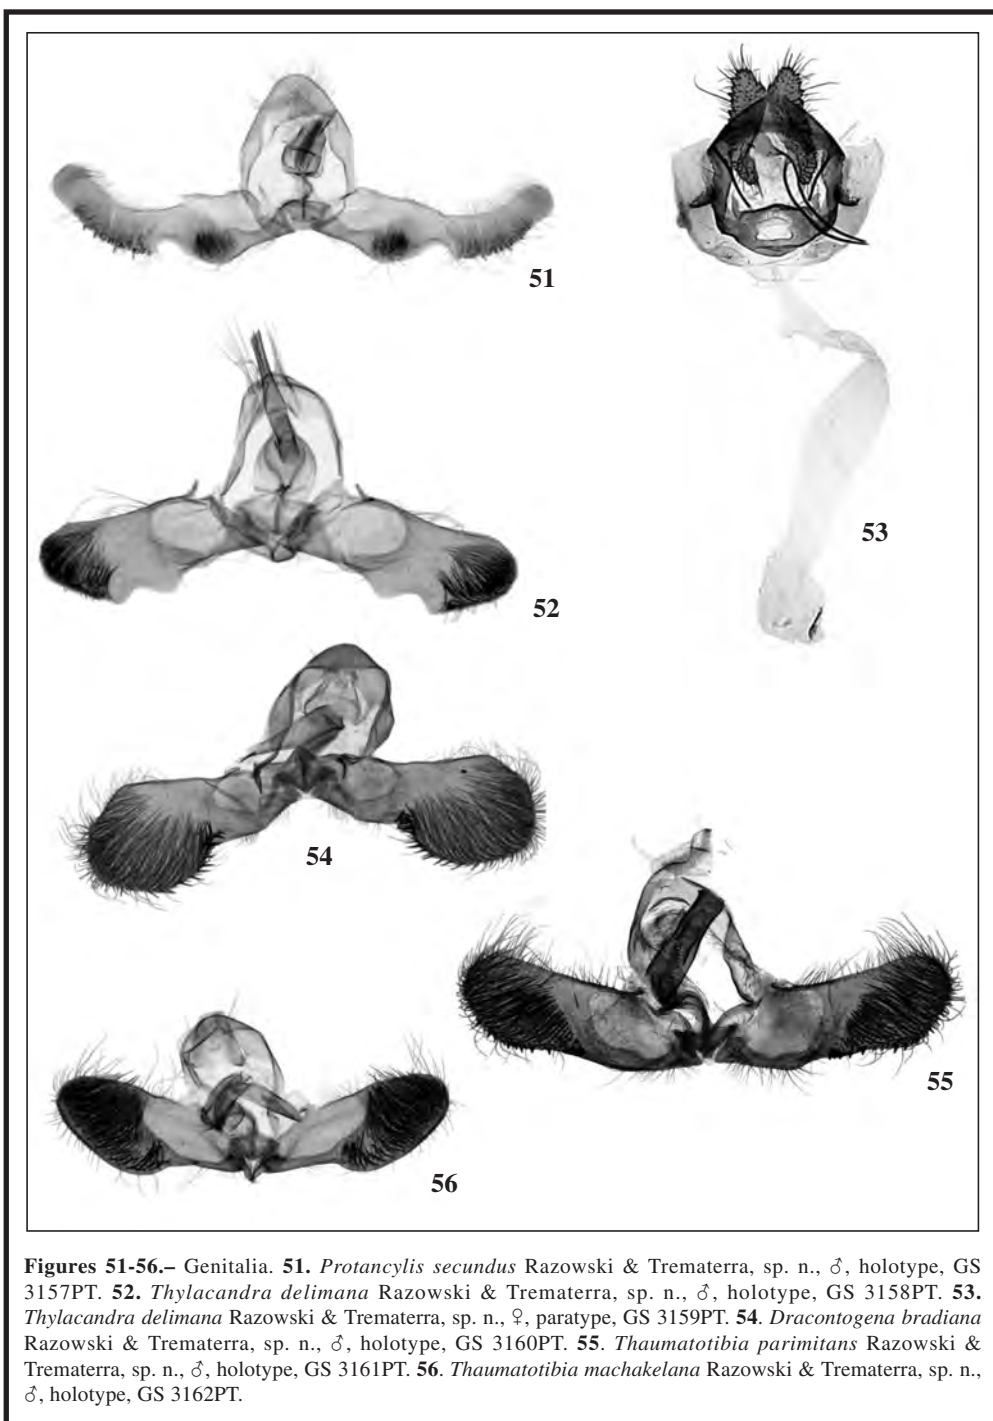 51
52
53
54
55
56
Figures 51-56.– Genitalia. 51. Protancylis secundus Razowski & Trematerra, sp. n., ♂, holotype, GS
3157PT. 52. Thylacandra delimana Razowski & Trematerra, sp. n., ♂, holotype, GS 3158PT. 53.
Thylacandra delimana Razowski & Trematerra, sp. n., ♀, paratype, GS 3159PT. 54. Dracontogena bradiana
Razowski & Trematerra, sp. n., ♂, holotype, GS 3160PT. 55. Thaumatotibia parimitans Razowski &
Trematerra, sp. n., ♂, holotype, GS 3161PT. 56. Thaumatotibia machakelana Razowski & Trematerra, sp. n.,
♂, holotype, GS 3162PT.